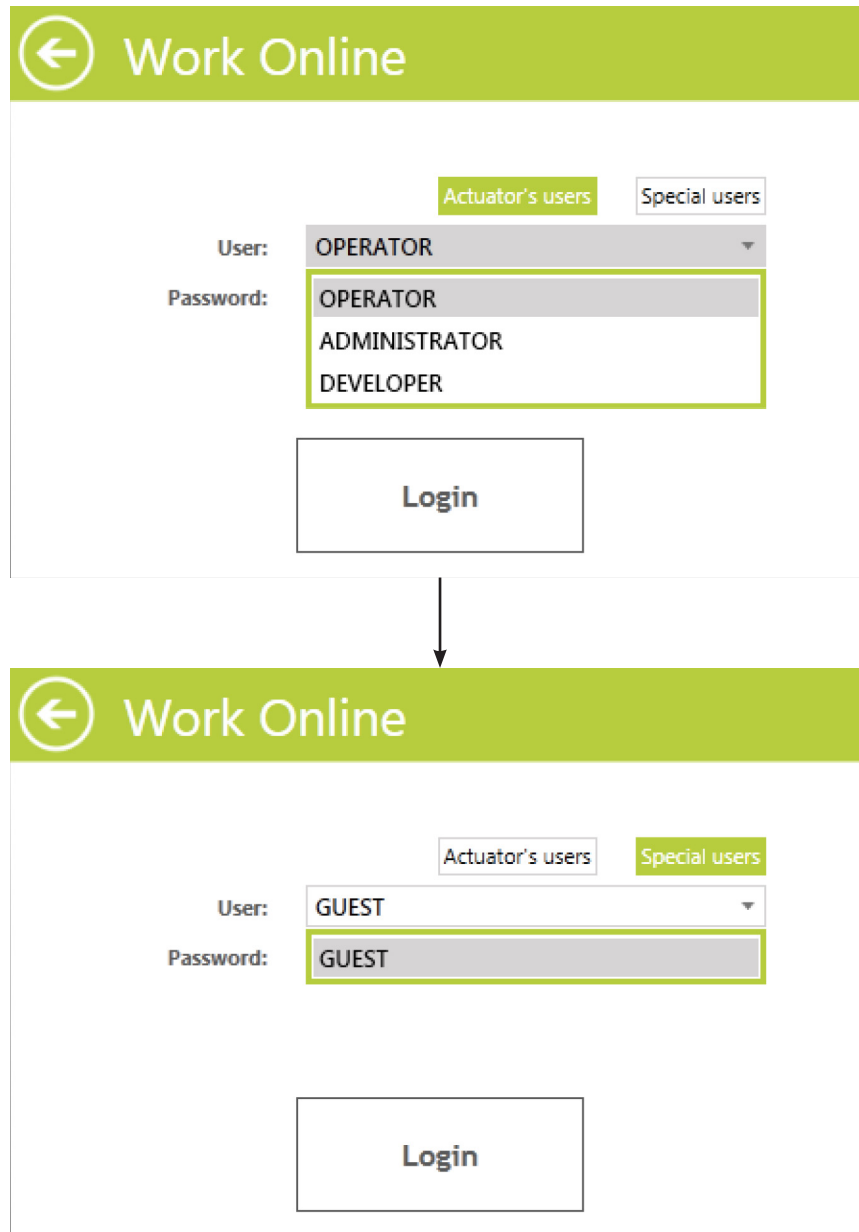 Work Online
Actuator's users Special users
User: OPERATOR
Password: OPERATOR
ADMINISTRATOR
DEVELOPER
Login
Work Online
Actuator's users Special users
User: GUEST
Password: GUEST
Login